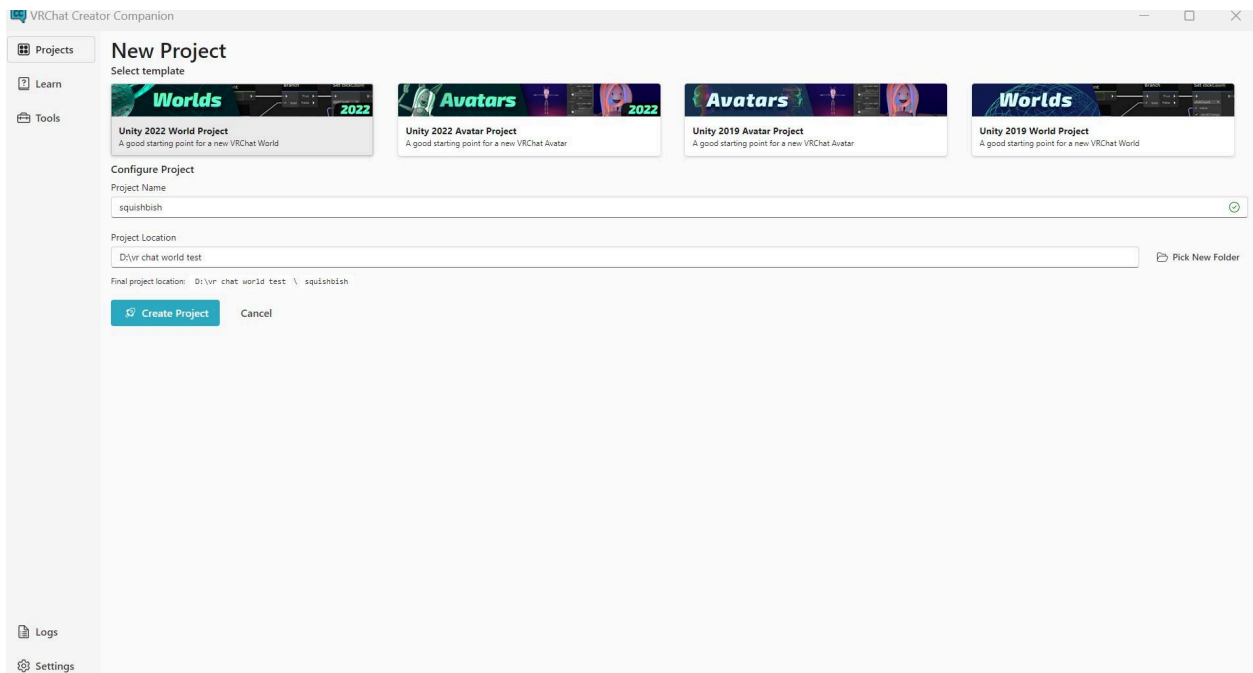 VRChat Creator Companion
Projects
Learn
Tools
New Project
Select template
Worlds 2022
Unity 2022 World Project
A good starting point for a new VRChat World
Avatars 2022
Unity 2022 Avatar Project
A good starting point for a new VRChat Avatar
Avatars
Unity 2019 Avatar Project
A good starting point for a new VRChat Avatar
Worlds
Unity 2019 World Project
A good starting point for a new VRChat World
Configure Project
Project Name
squishbish
Project Location
D:\vr chat world test
Pick New Folder
Final project location: D:\vr chat world test \ squishbish
Create Project
Cancel
Logs
Settings